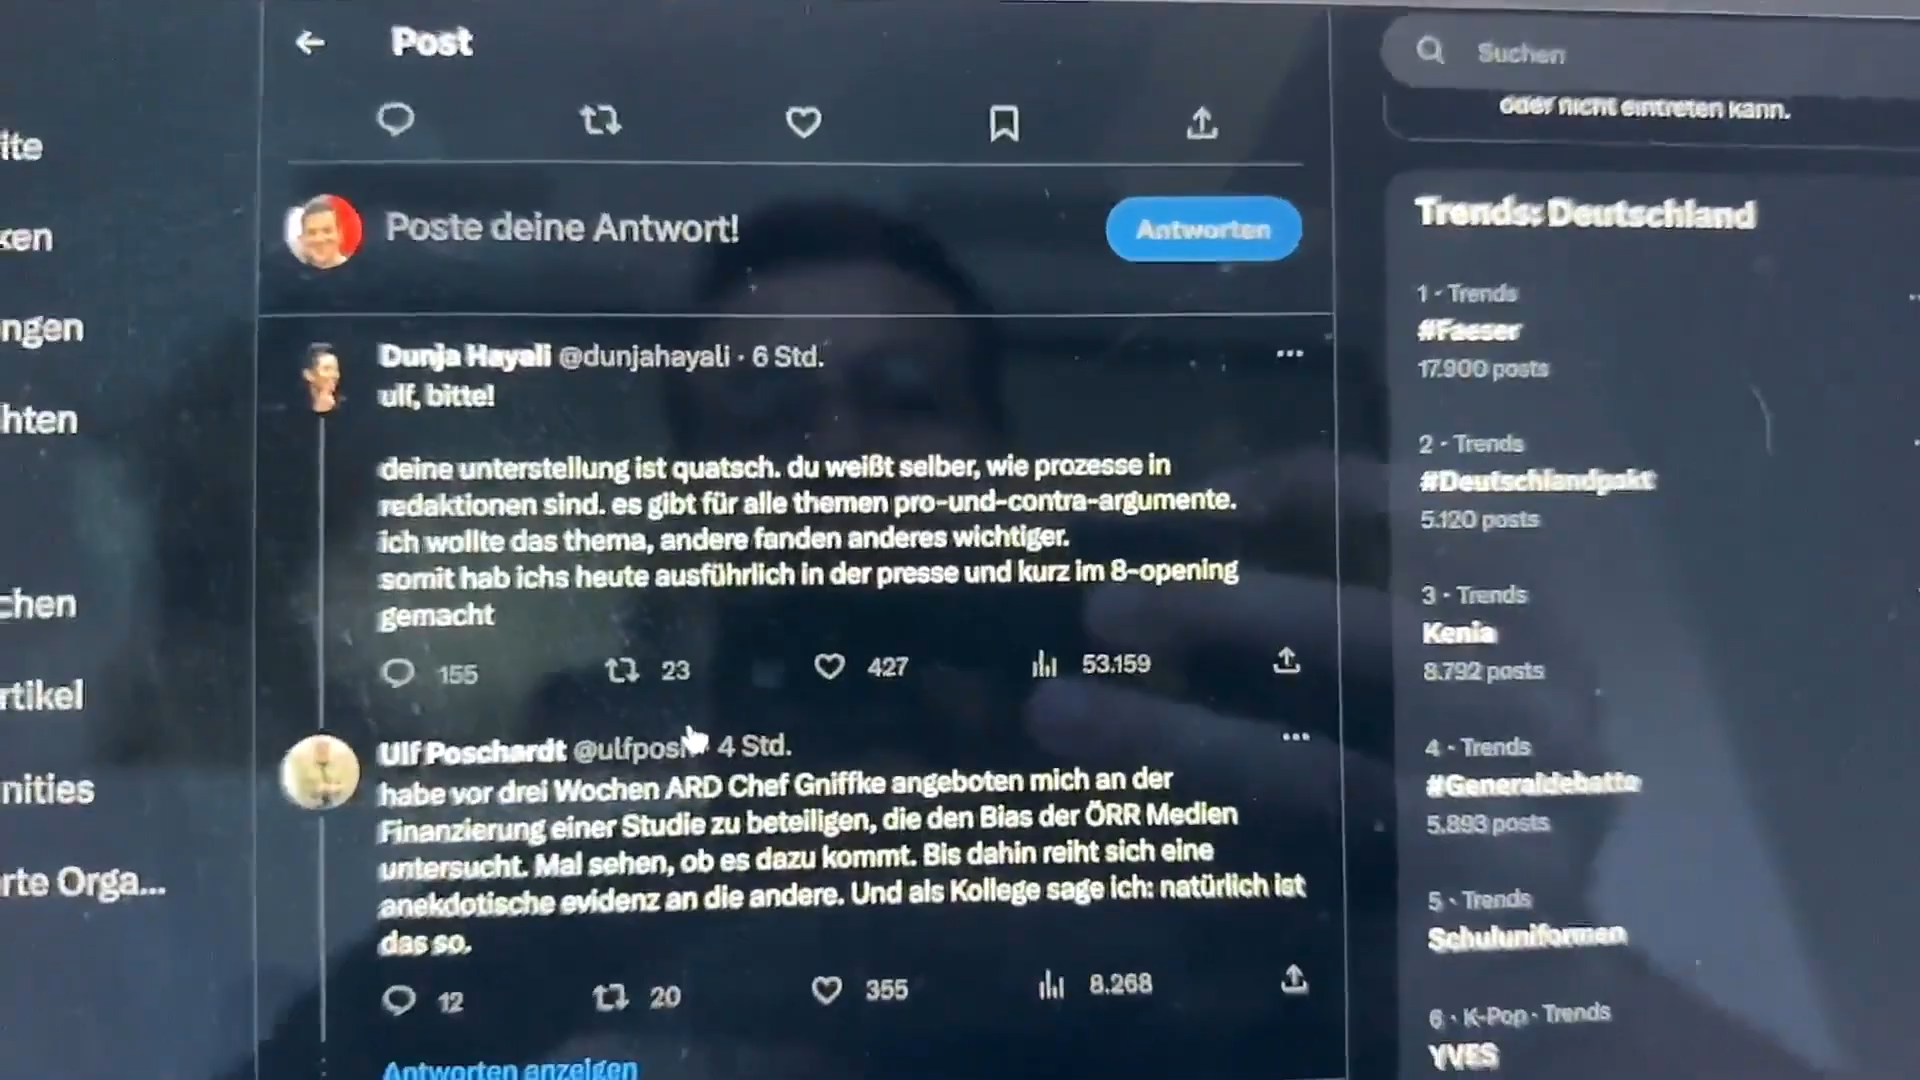 Post
Suchen
oder nicht eintreten kann.
ite
ken
ngen
hten
chen
rtikel
nities
rte Orga...
Poste deine Antwort!
Antworten
Dunja Hayali @dunjahayali · 6 Std.
ulf, bitte!
deine unterstellung ist quatsch. du weißt selber, wie prozesse in
redaktionen sind. es gibt für alle themen pro-und-contra-argumente.
ich wollte das thema, andere fanden anderes wichtiger.
somit hab ichs heute ausführlich in der presse und kurz im 8-opening
gemacht
155 23 427 53.159
Ulf Poschardt @ulfpos 4 Std.
habe vor drei Wochen ARD Chef Gniffke angeboten mich an der
Finanzierung einer Studie zu beteiligen, die den Bias der ÖRR Medien
untersucht. Mal sehen, ob es dazu kommt. Bis dahin reiht sich eine
anekdotische evidenz an die andere. Und als Kollege sage ich: natürlich ist
das so.
12 20 355 8.268
Antworten anzeigen
Trends: Deutschland
1 · Trends
#Faeser
17.900 posts
2 · Trends
#Deutschlandpakt
5.120 posts
3 · Trends
Kenia
8.792 posts
4 · Trends
#Generaldebatte
5.893 posts
5 · Trends
Schuluniformen
6 · K-Pop · Trends
YVES